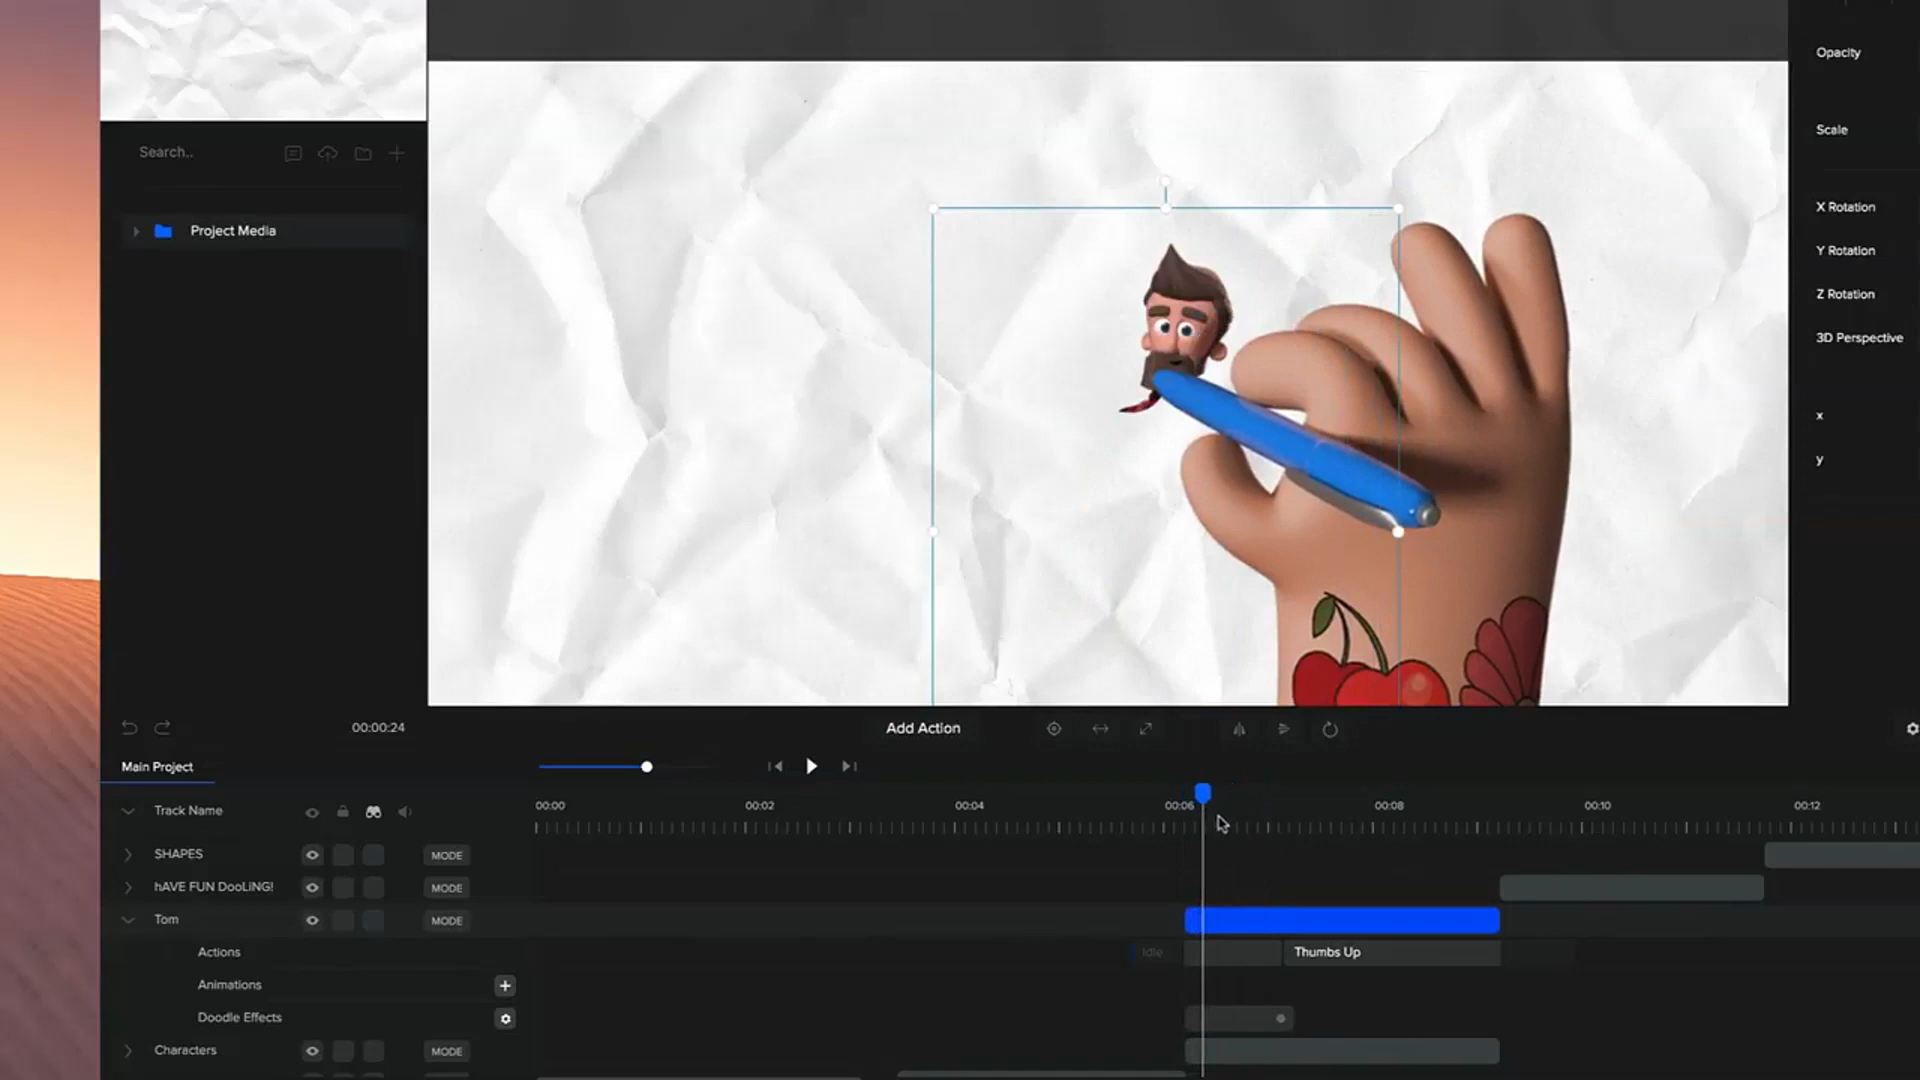 Opacity
Search..
Scale
X Rotation
Project Media
Y Rotation
Z Rotation
3D Perspective
x
y
00:00:24
Add Action
Main Project
Track Name
00:00
00:02
00:04
00:06
00:08
00:10
00:12
SHAPES
MODE
hAVE FUN DooLING!
MODE
Tom
MODE
Actions
Idle
Thumbs Up
Animations
Doodle Effects
Characters
MODE